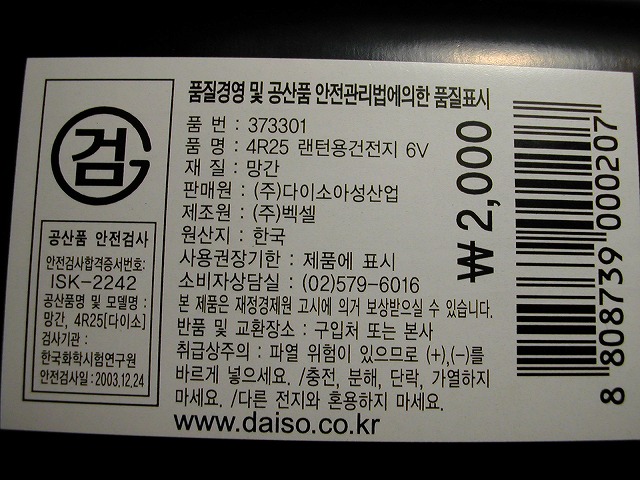 검
공산품 안전검사
안전검사합격증서번호:
ISK-2242
공산품명 및 모델명 :
망간, 4R25[다이소]
검사기관 :
한국화학시험연구원
안전검사일 : 2003.12.24
품질경영 및 공산품 안전관리법에의한 품질표시
품 번 : 373301
품 명 : 4R25 랜턴용건전지 6V
재 질 : 망간
판매원 : (주)다이소아성산업
제조원 : (주)벡셀
원산지 : 한국
사용권장기한 : 제품에 표시
소비자상담실 : (02)579-6016
본 제품은 재정경제원 고시에 의거 보상받으실 수 있습니다.
반품 및 교환장소 : 구입처 또는 본사
취급상주의 : 파열 위험이 있으므로 (+),(-)를
바르게 넣으세요. /충전, 분해, 단락, 가열하지
마세요. /다른 전지와 혼용하지 마세요.
www.daiso.co.kr
₩2,000
8 808739 000207